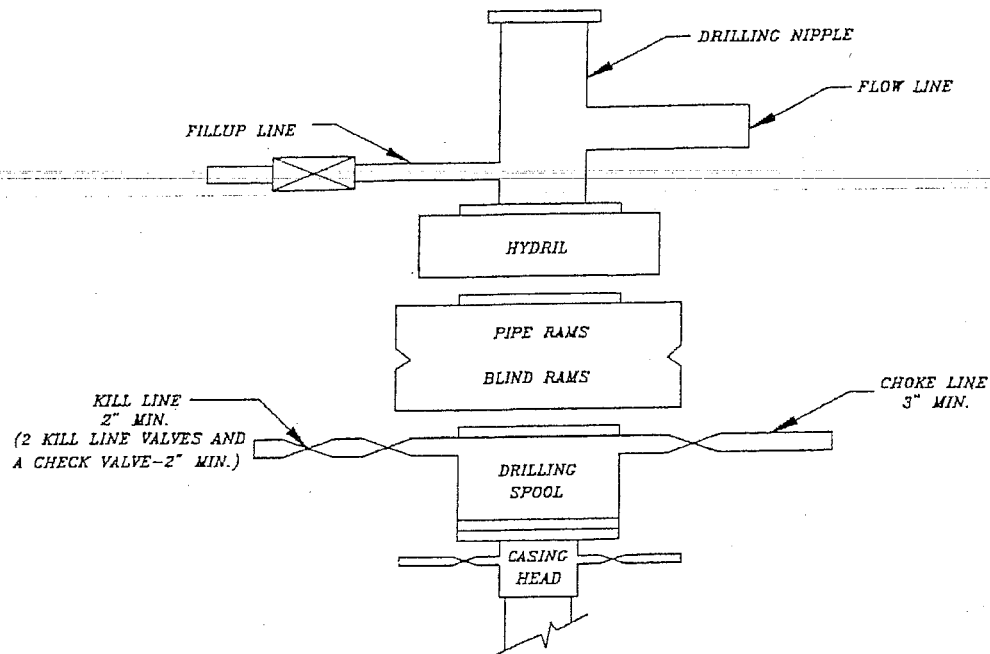 DRILLING NIPPLE
FLOW LINE
FILLUP LINE
HYDRIL
PIPE RAMS
BLIND RAMS
KILL LINE
2" MIN.
(2 KILL LINE VALVES AND
A CHECK VALVE-2" MIN.)
CHOKE LINE
3" MIN.
DRILLING
SPOOL
CASING
HEAD